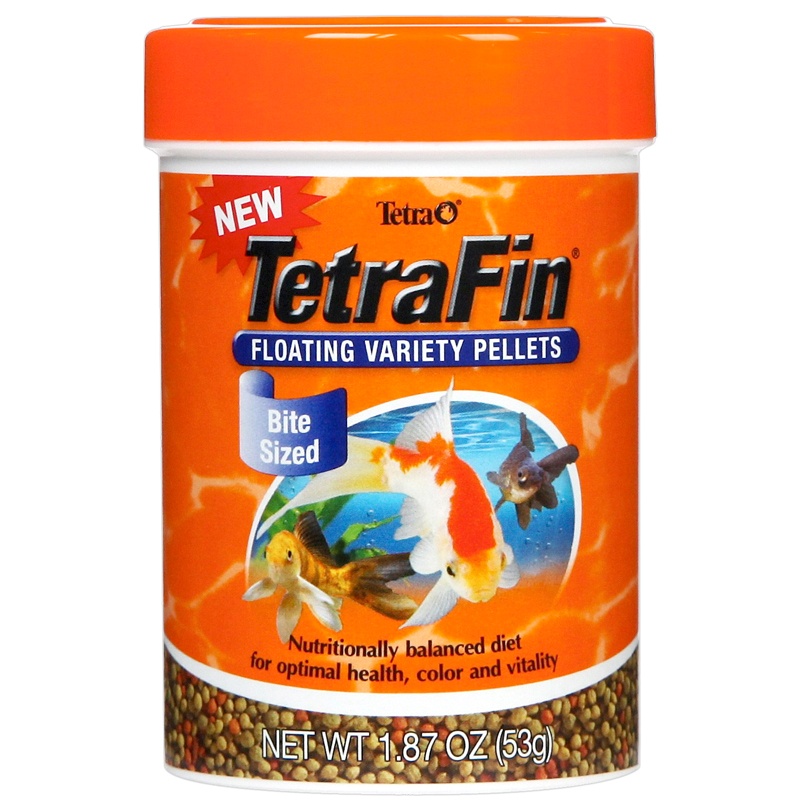 NEW
Tetra®
TetraFin®
FLOATING VARIETY PELLETS
Bite
Sized
Nutritionally balanced diet
for optimal health, color and vitality
NET WT 1.87 OZ (53g)